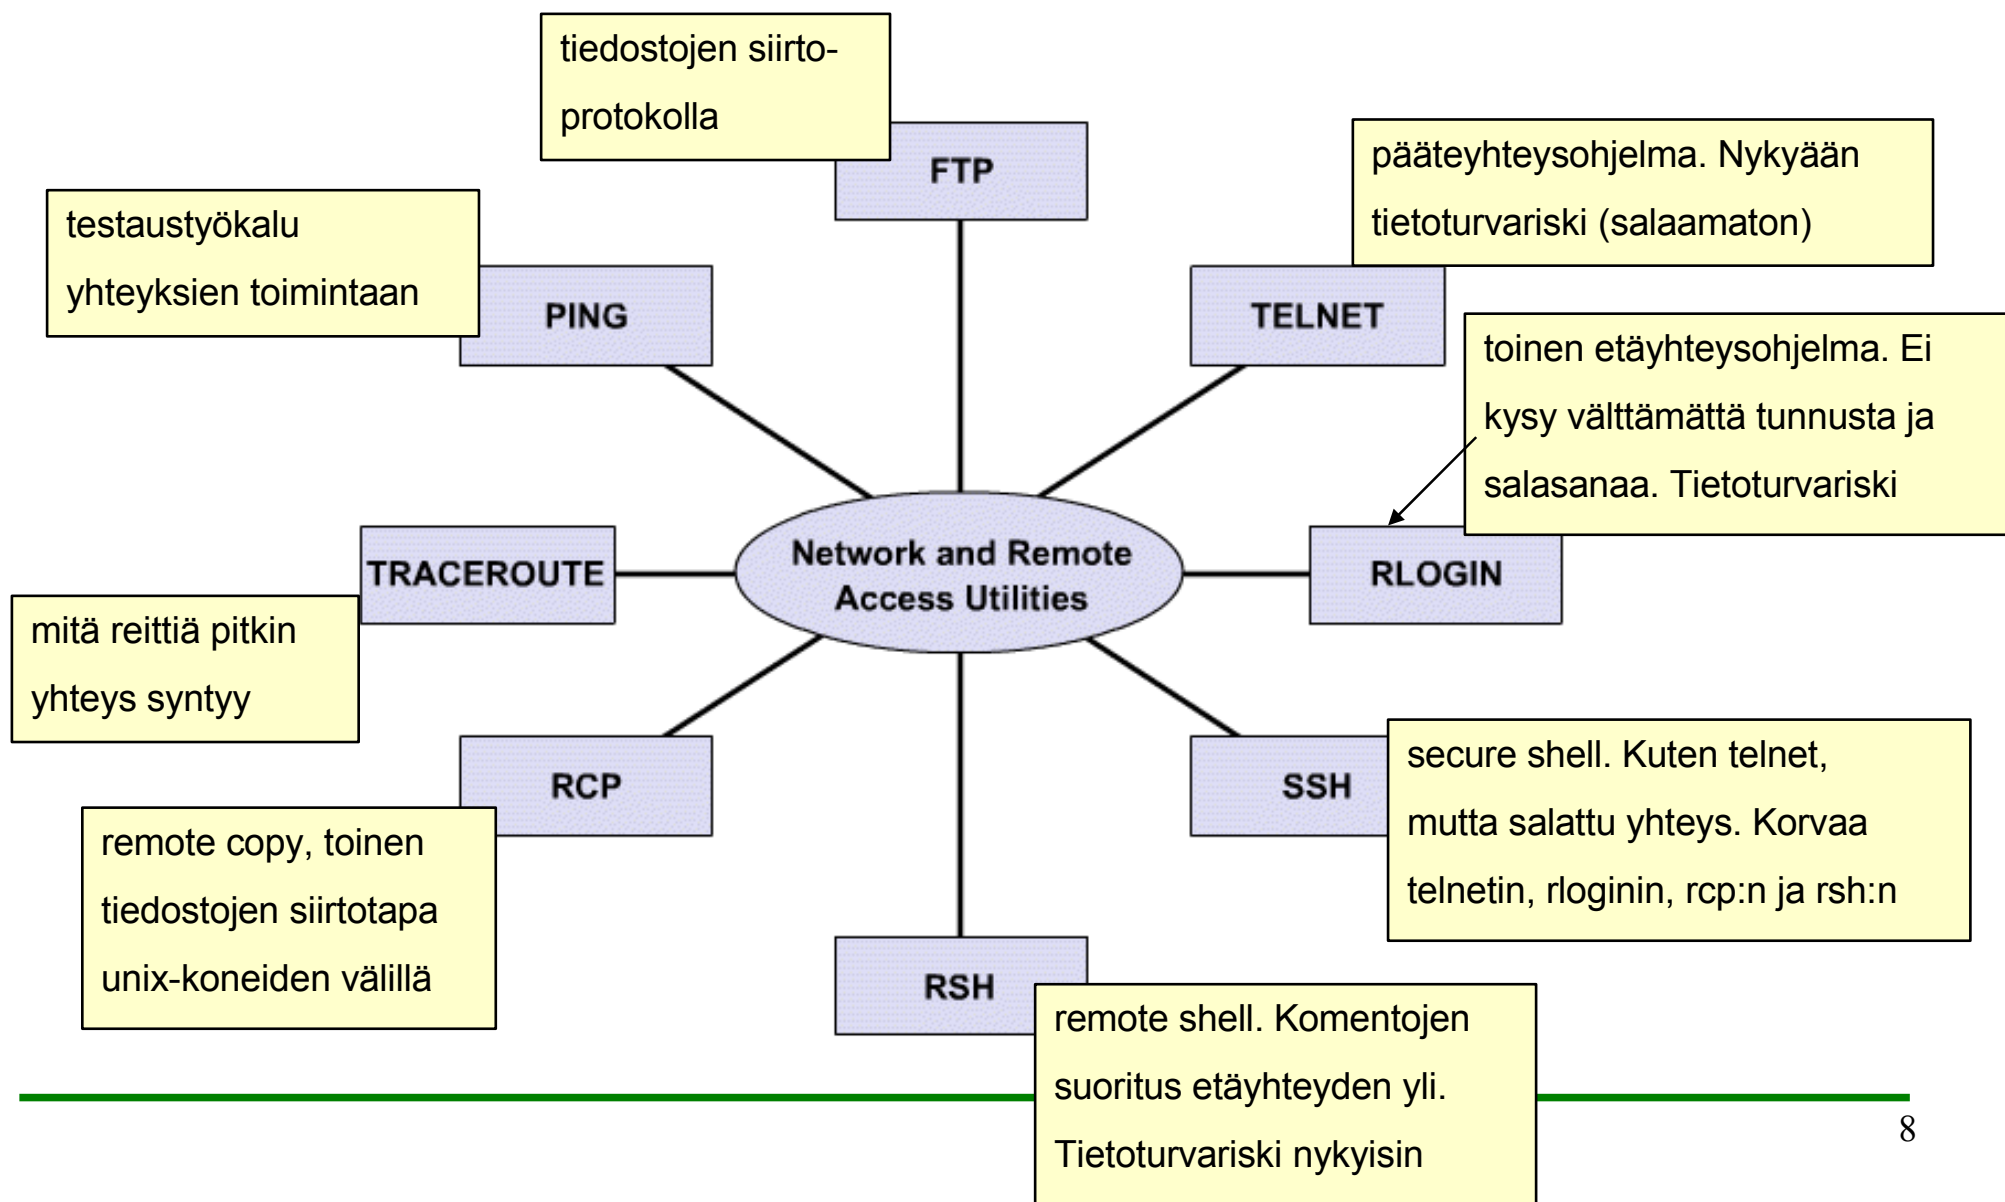 tiedostojen siirto-
protokolla
FTP
pääteyhteysohjelma. Nykyään
tietoturvariski (salaamaton)
TELNET
testaustyökalu
yhteyksien toimintaan
PING
toinen etäyhteysohjelma. Ei
kysy välttämättä tunnusta ja
salasanaa. Tietoturvariski
RLOGIN
Network and Remote
Access Utilities
TRACEROUTE
mitä reittiä pitkin
yhteys syntyy
RCP
remote copy, toinen
tiedostojen siirtotapa
unix-koneiden välillä
SSH
secure shell. Kuten telnet,
mutta salattu yhteys. Korvaa
telnetin, rloginin, rcp:n ja rsh:n
RSH
remote shell. Komentojen
suoritus etäyhteyden yli.
Tietoturvariski nykyisin
8